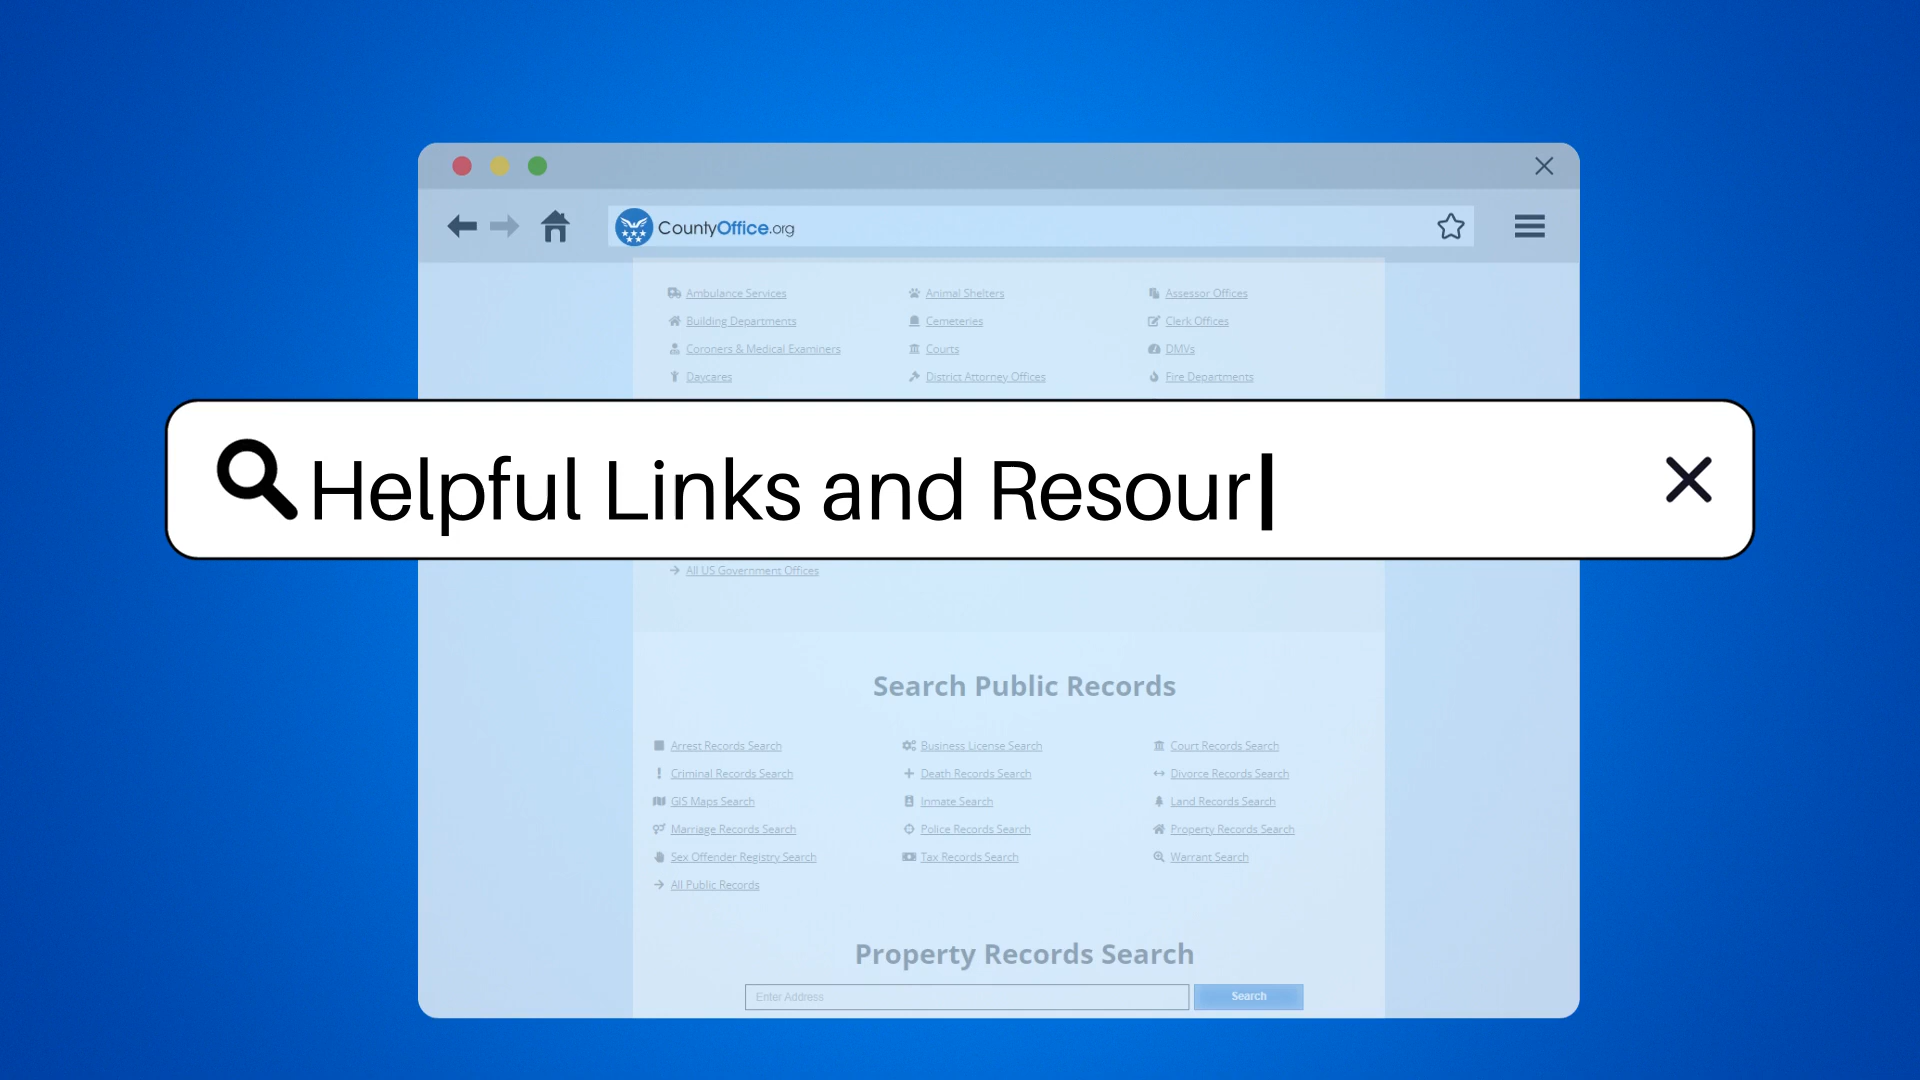 CountyOffice.org
Ambulance Services Animal Shelters Assessor Offices
Building Departments Cemeteries Clerk Offices
Coroners & Medical Examiners Courts DMVs
Daycares District Attorney Offices Fire Departments
Helpful Links and Resour
All US Government Offices
Search Public Records
Arrest Records Search Business License Search Court Records Search
Criminal Records Search Death Records Search Divorce Records Search
GIS Maps Search Inmate Search Land Records Search
Marriage Records Search Police Records Search Property Records Search
Sex Offender Registry Search Tax Records Search Warrant Search
All Public Records
Property Records Search
Enter Address Search